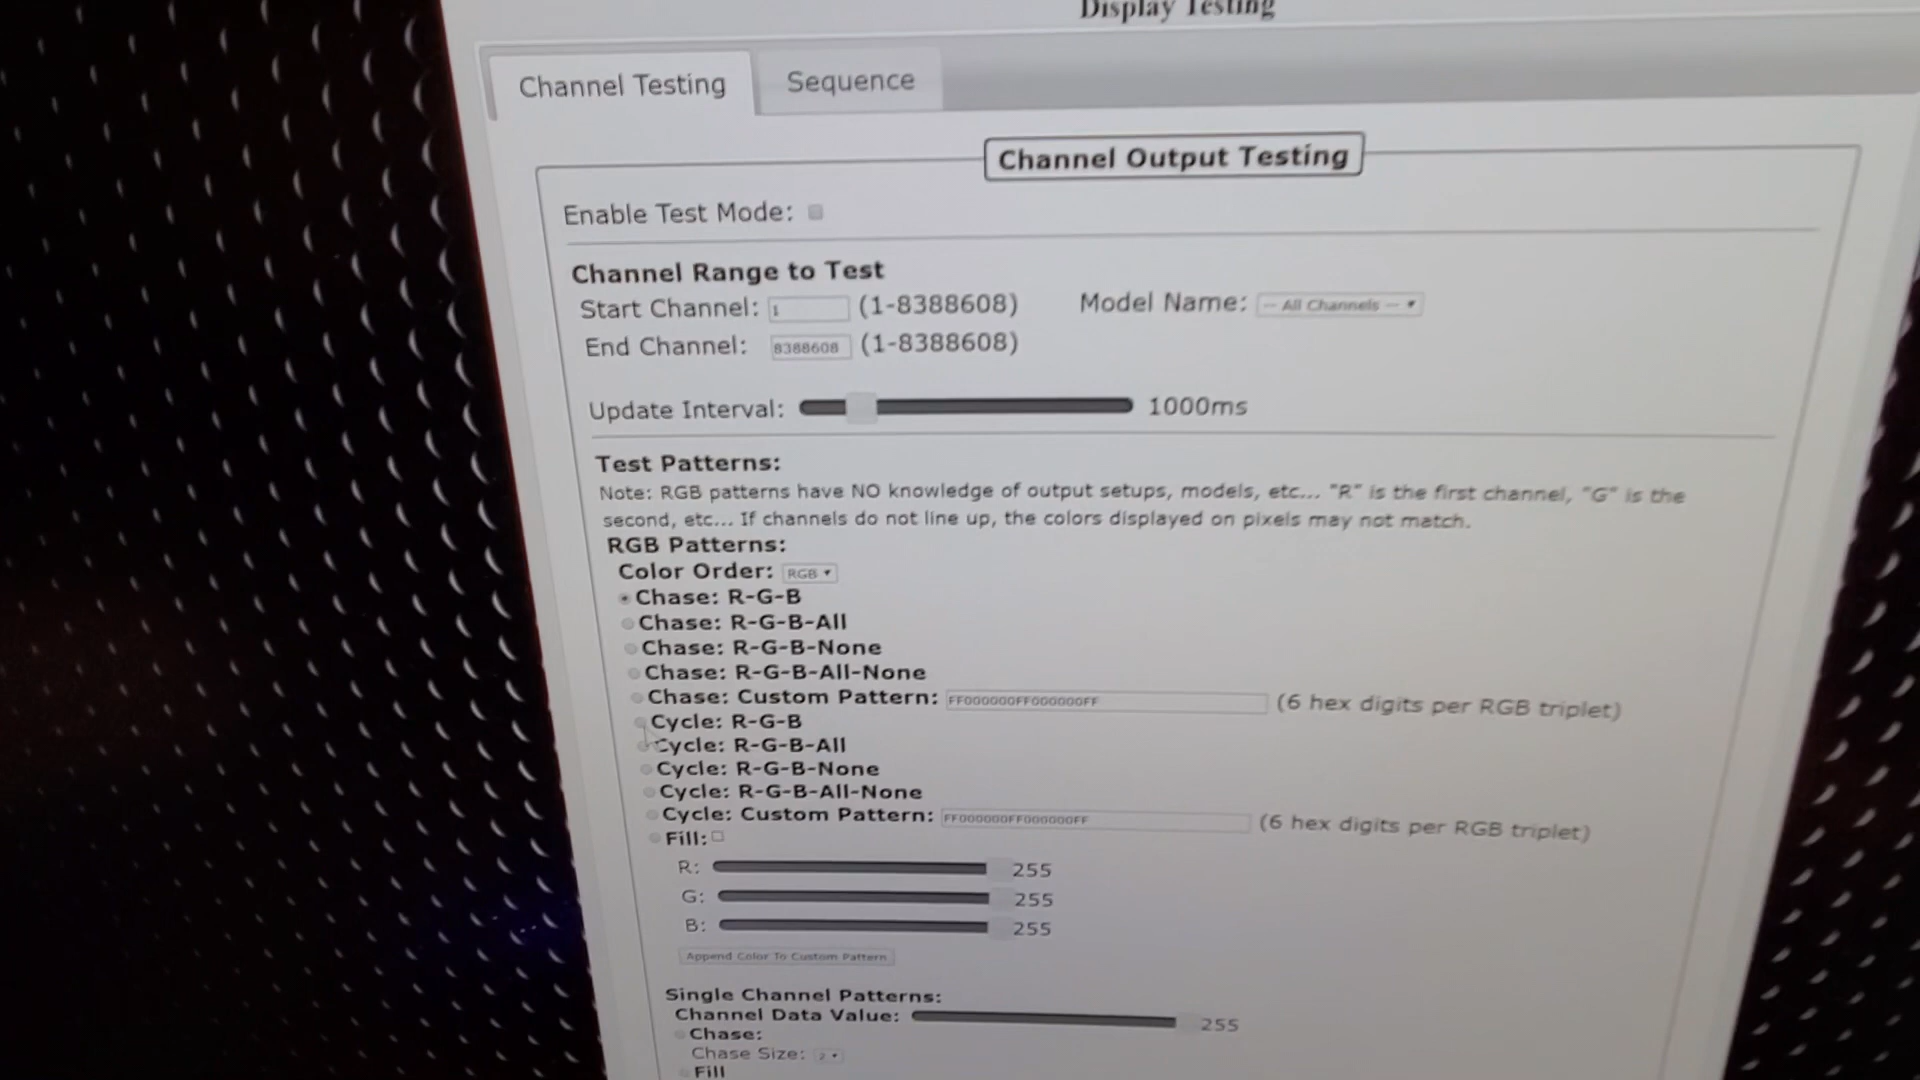 Display Testing
Channel Testing
Sequence
Channel Output Testing
Enable Test Mode:
Channel Range to Test
Start Channel: 1 (1-8388608) Model Name: -- All Channels --
End Channel: 8388608 (1-8388608)
Update Interval: 1000ms
Test Patterns:
Note: RGB patterns have NO knowledge of output setups, models, etc... "R" is the first channel, "G" is the
second, etc... If channels do not line up, the colors displayed on pixels may not match.
RGB Patterns:
Color Order: RGB
Chase: R-G-B
Chase: R-G-B-All
Chase: R-G-B-None
Chase: R-G-B-All-None
Chase: Custom Pattern: FF000000FF000000FF (6 hex digits per RGB triplet)
Cycle: R-G-B
Cycle: R-G-B-All
Cycle: R-G-B-None
Cycle: R-G-B-All-None
Cycle: Custom Pattern: FF000000FF000000FF (6 hex digits per RGB triplet)
Fill:
R: 255
G: 255
B: 255
Append Color To Custom Pattern
Single Channel Patterns:
Channel Data Value: 255
Chase:
Chase Size: 2
Fill